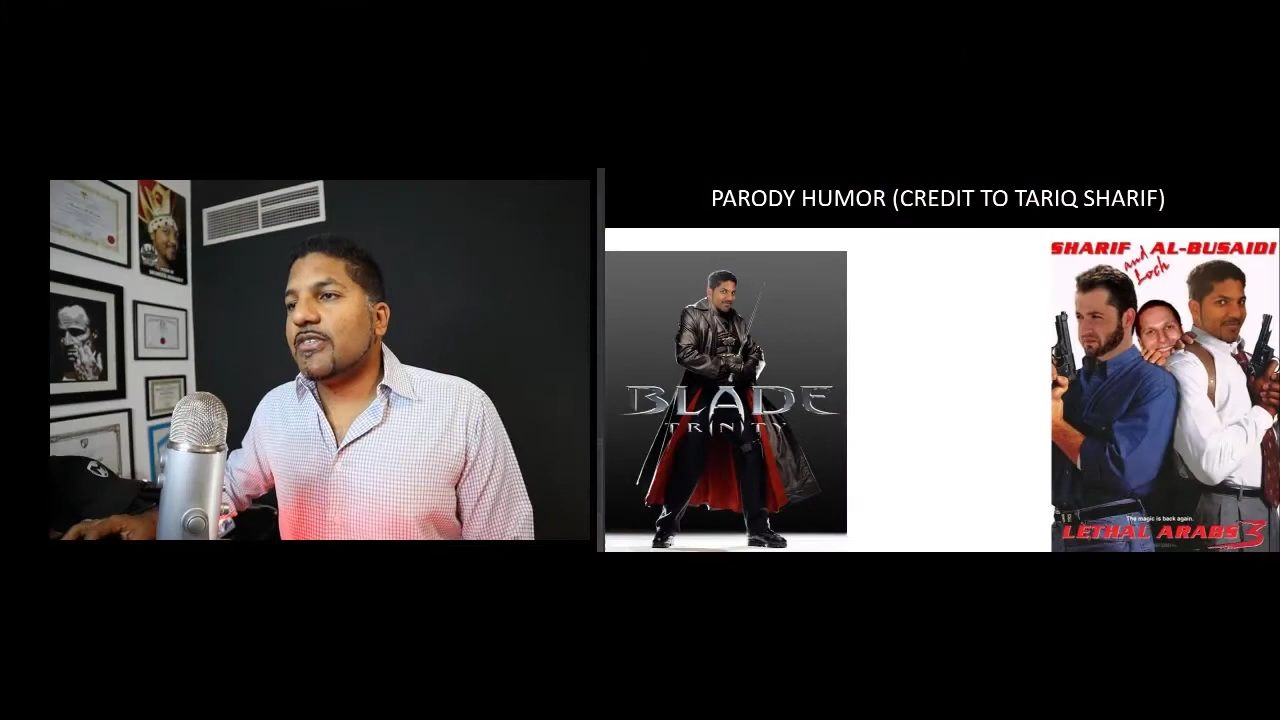 PARODY HUMOR (CREDIT TO TARIQ SHARIF)
BLADE
TRINITY
SHARIF and AL-BUSAIDI
Loch
The magic is back again.
LETHAL ARABS 3